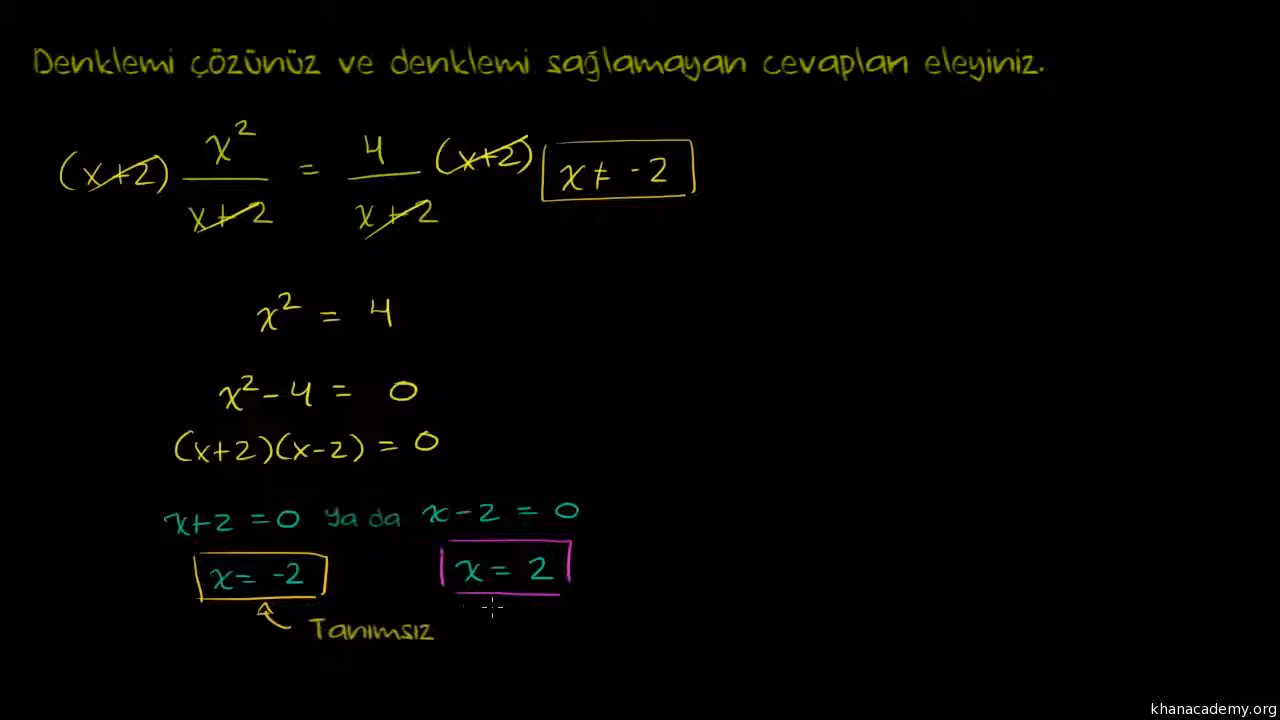 Denklemi çözünüz ve denklemi sağlamayan cevapları eleyiniz.
(x+2) x²/x+2 = 4/x+2 (x+2) x ≠ -2
x² = 4
x² - 4 = 0
(x+2)(x-2) = 0
x+2 = 0 ya da x-2 = 0
x = -2 x = 2
Tanımsız
khanacademy.org